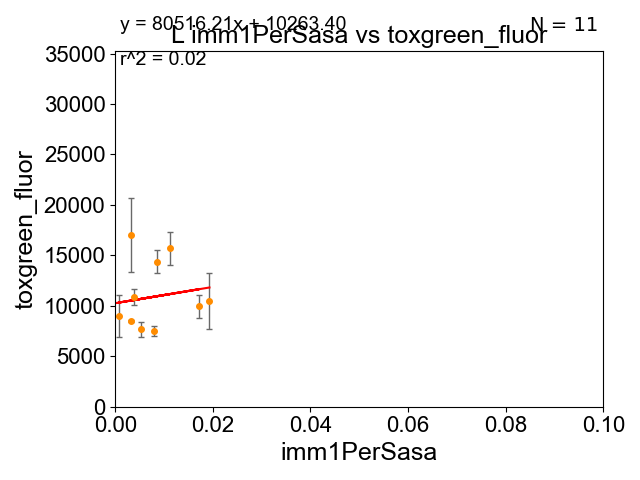 y = 80516.21x + 10263.40
N = 11
L imm1PerSasa vs toxgreen_fluor
r^2 = 0.02
35000
30000
25000
20000
15000
10000
5000
0
toxgreen_fluor
0.00 0.02 0.04 0.06 0.08 0.10
imm1PerSasa